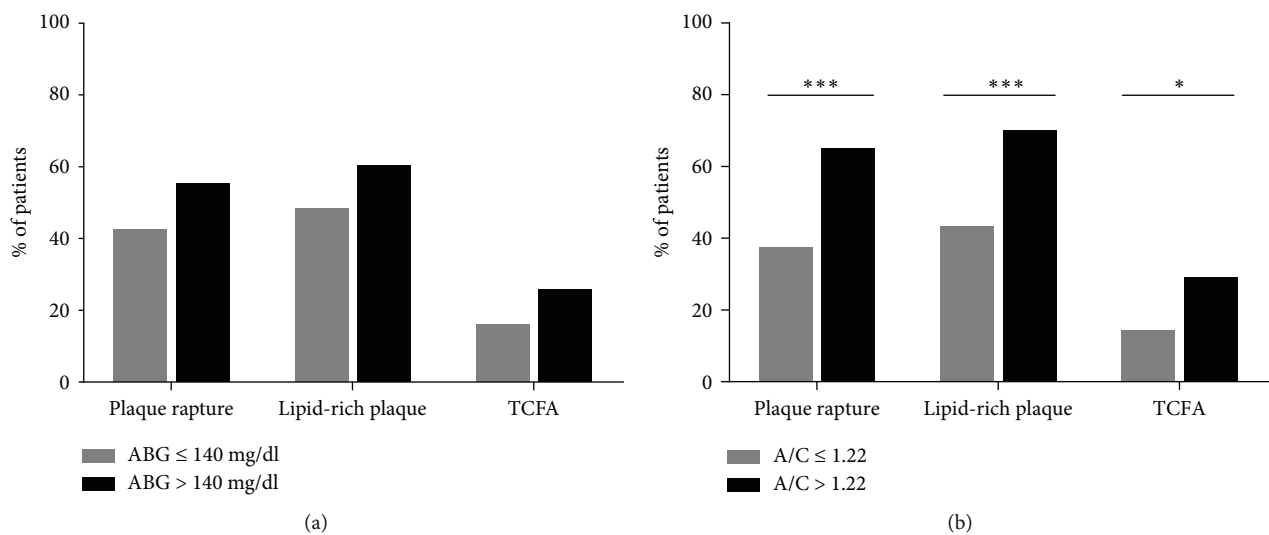 100
80
60
40
20
0
% of patients
Plaque rapture Lipid-rich plaque TCFA
ABG ≤ 140 mg/dl
ABG > 140 mg/dl
(a)
100
80
60
40
20
0
% of patients
*** *** *
Plaque rapture Lipid-rich plaque TCFA
A/C ≤ 1.22
A/C > 1.22
(b)